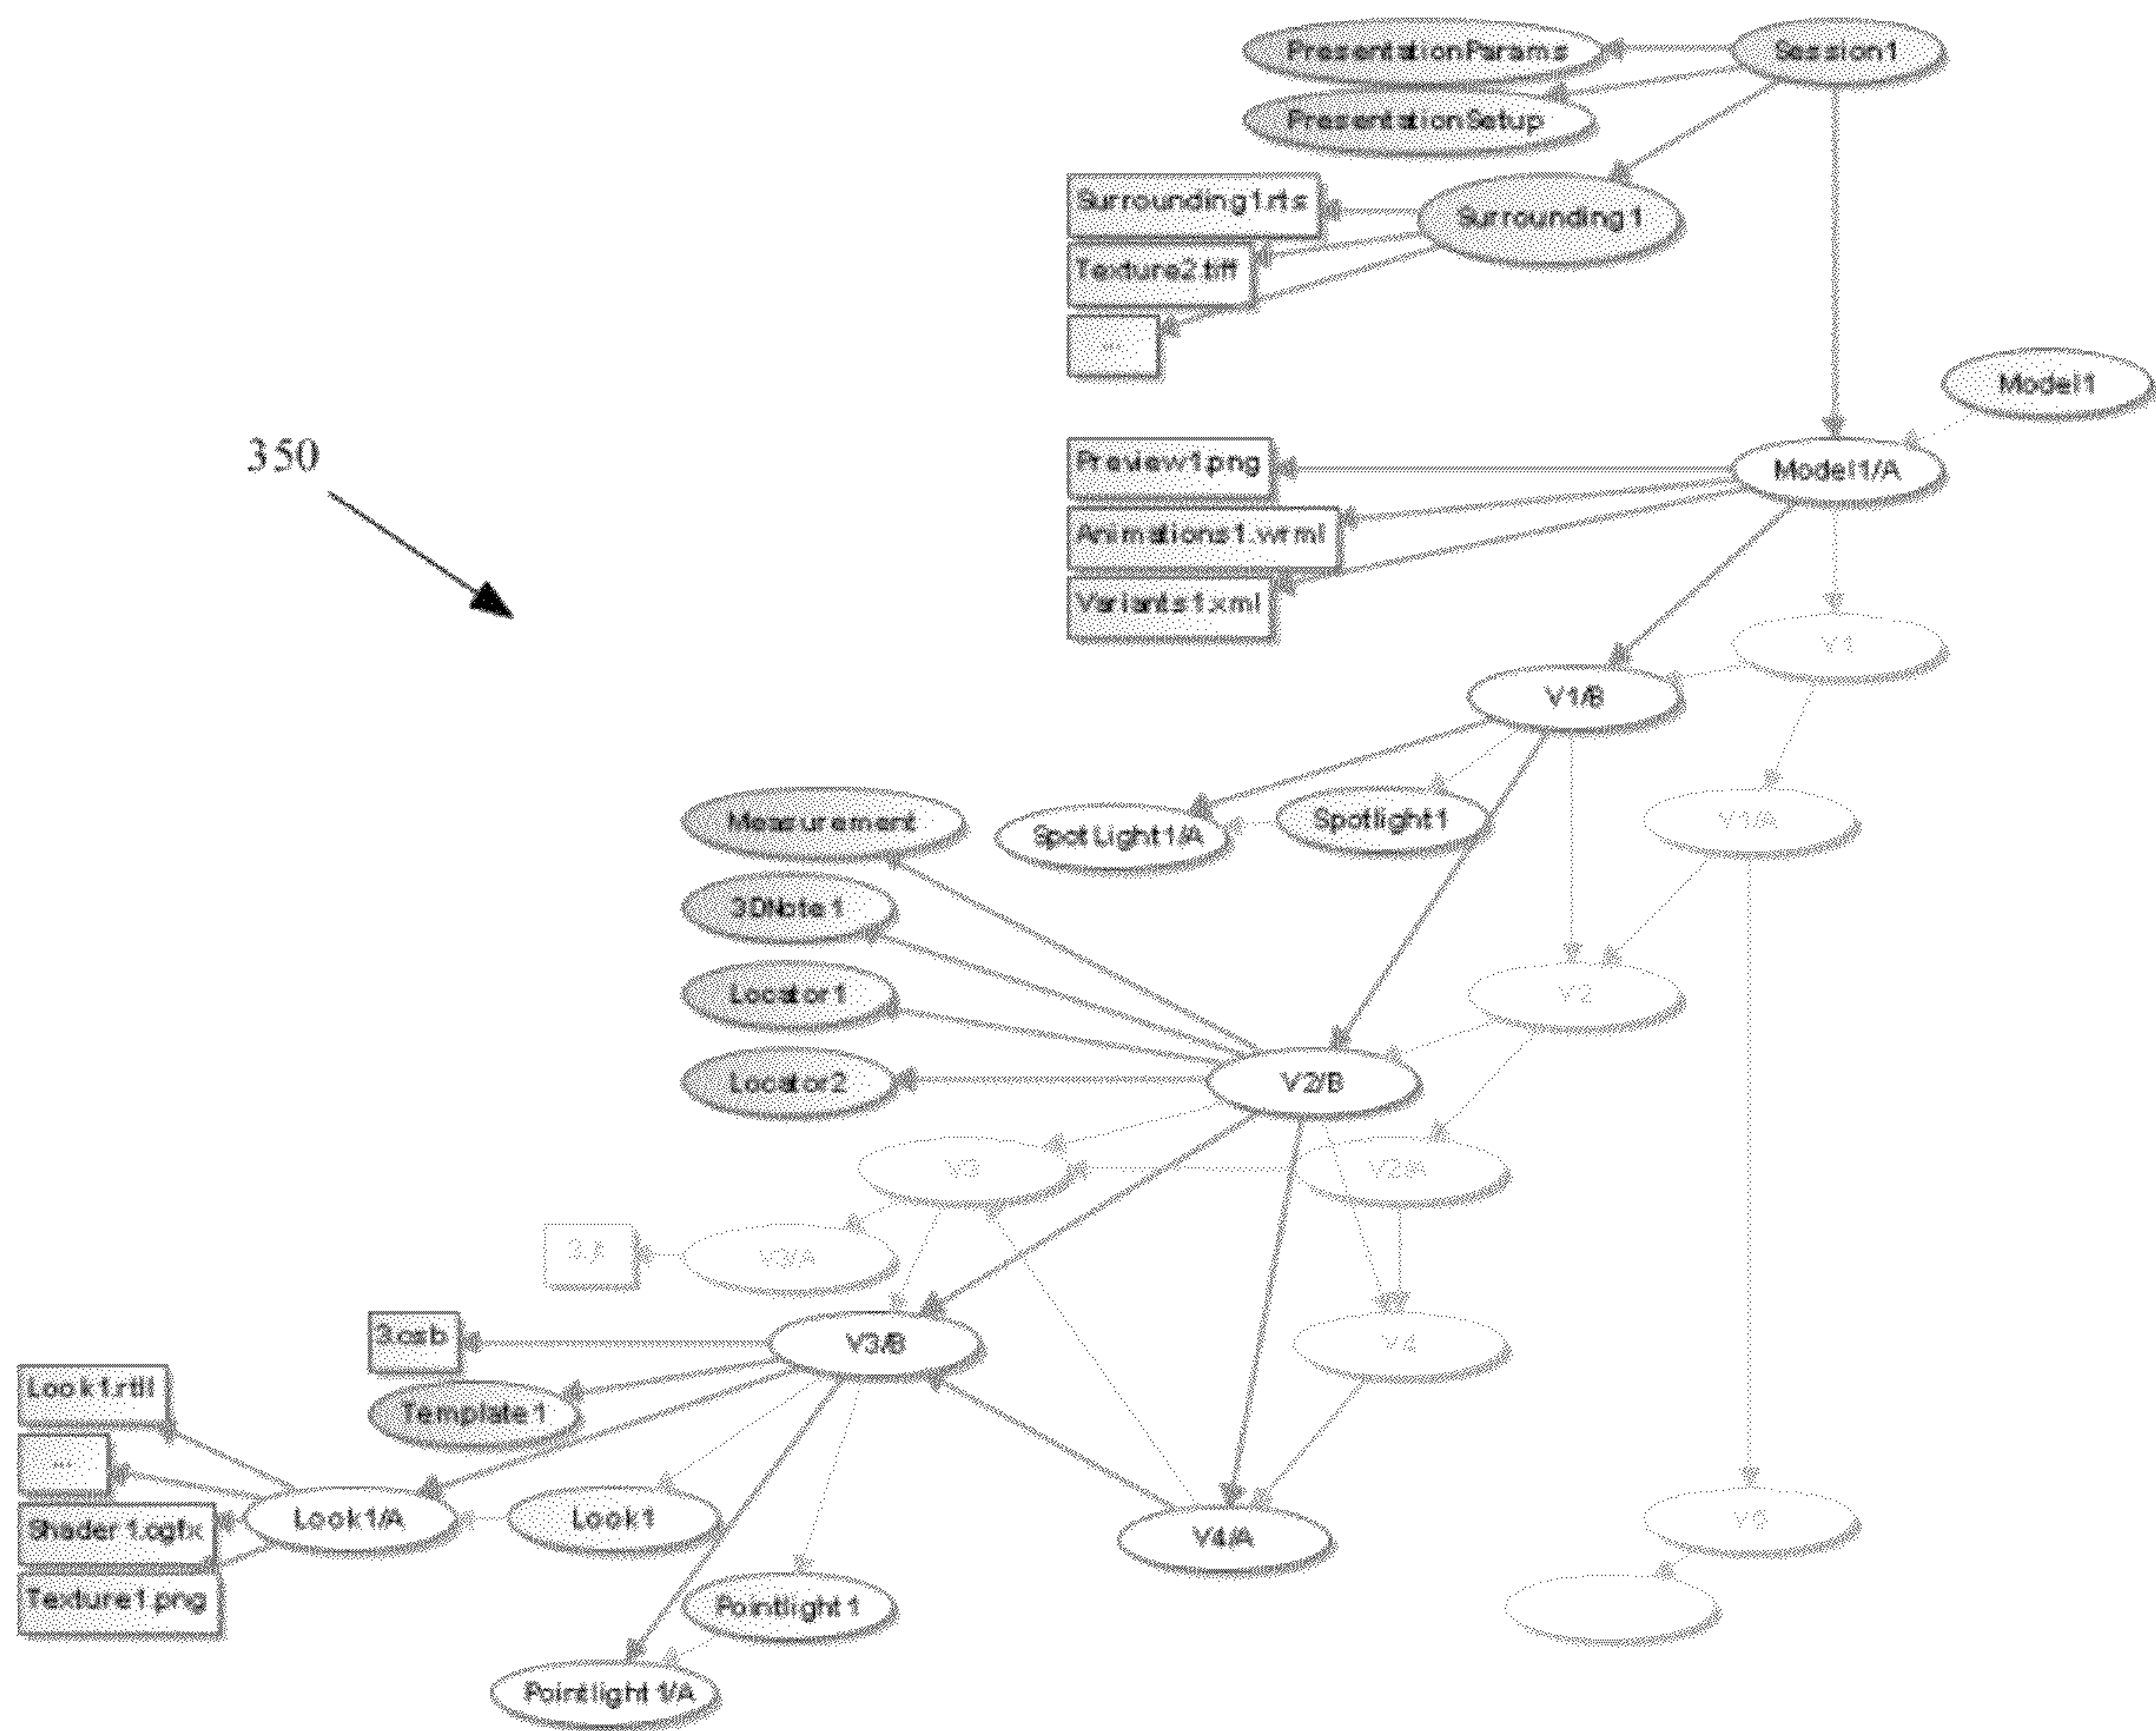 PresentationParams
Session1
PresentationSetup
Surrounding1.rts
Surrounding1
Texture2.tiff
...
Model1
350
Preview1.png
Model1/A
Animations1.wrml
Variants1.xml
V1
V1/B
Measurement
SpotLight1/A
Spotlight1
V1/A
3DNote1
Locator1
V2
Locator2
V2/B
V3
V2/A
V3/A
3.csb
V3/B
V4
Look1.rtll
Template1
...
Shader1.cgfx
Look1/A
Look1
V4/A
V5
Texture1.png
Pointlight1
Pointlight1/A